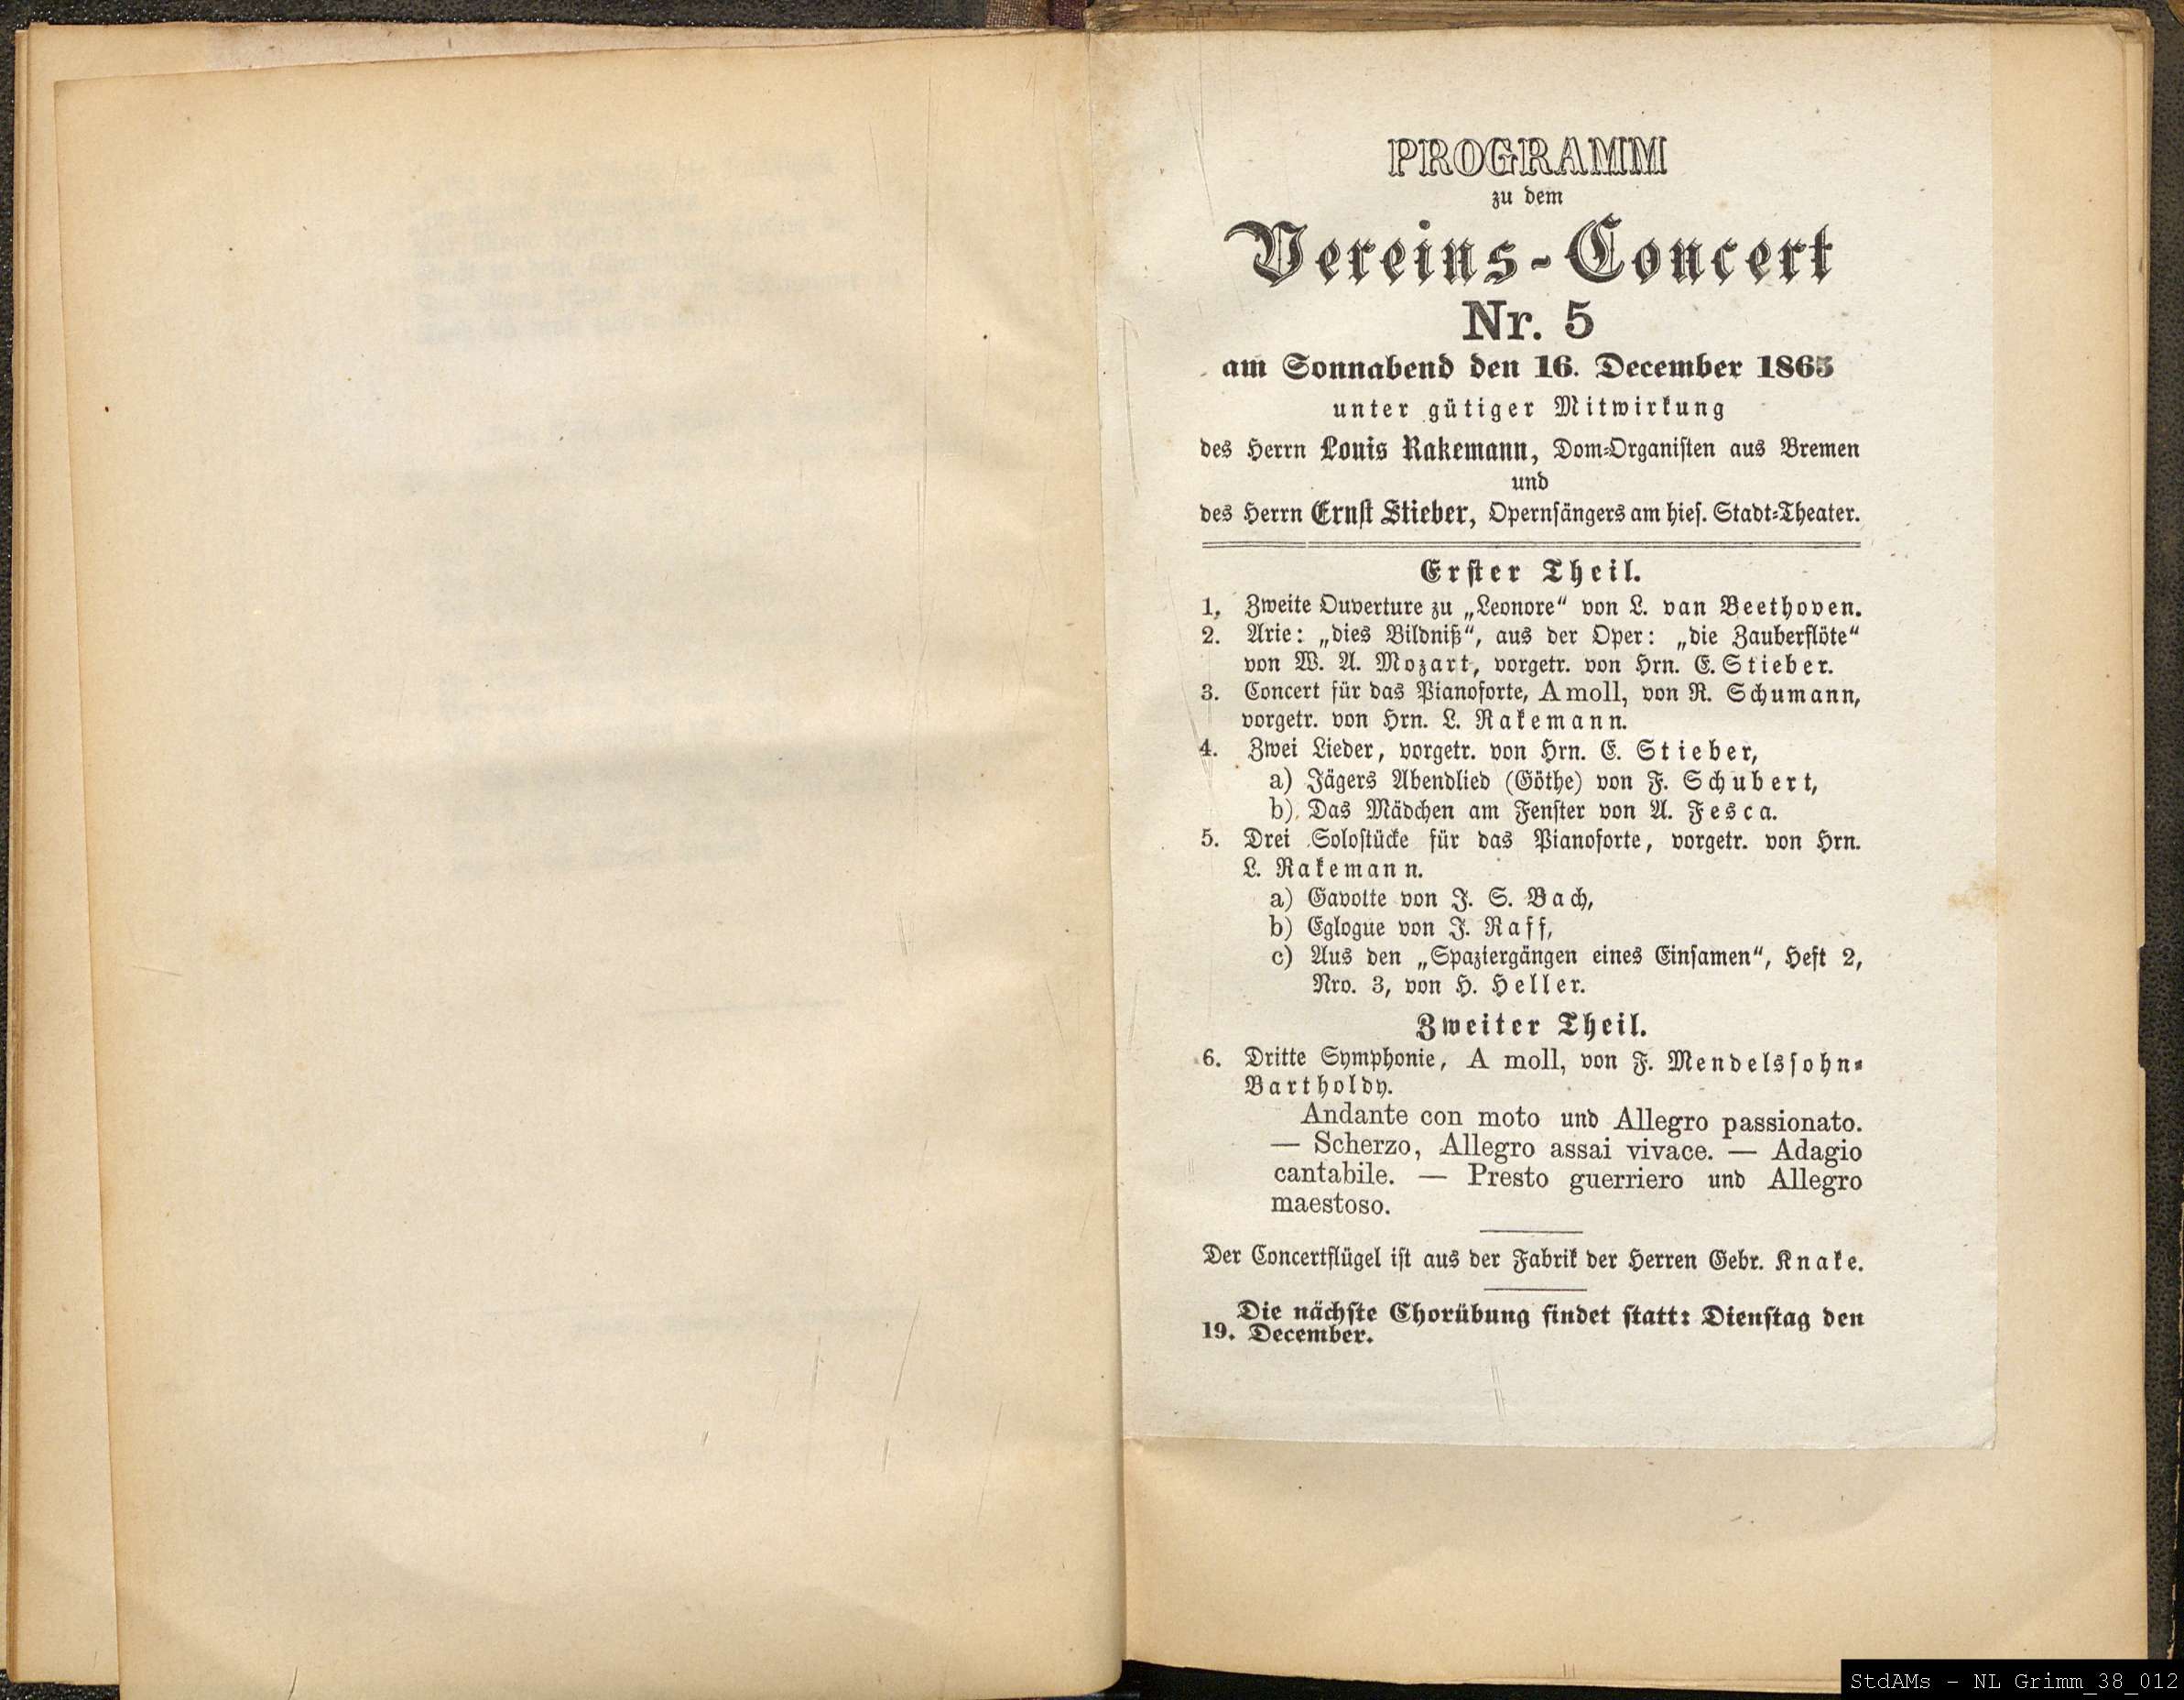 PROGRAMM
zu dem
Vereins-Concert
Nr. 5
am Sonnabend den 16. December 1865
unter gütiger Mitwirkung
des Herrn Louis Rakemann, Dom-Organisten aus Bremen
und
des Herrn Ernst Stieber, Opernsängers am hies. Stadt-Theater.
Erster Theil.
1. Zweite Ouverture zu „Leonore“ von L. van Beethoven.
2. Arie: „dies Bildniß“, aus der Oper: „die Zauberflöte“
von W. A. Mozart, vorgetr. von Hrn. E. Stieber.
3. Concert für das Pianoforte, A moll, von R. Schumann,
vorgetr. von Hrn. L. Rakemann.
4. Zwei Lieder, vorgetr. von Hrn. E. Stieber,
a) Jägers Abendlied (Göthe) von F. Schubert,
b) Das Mädchen am Fenster von A. Fesca.
5. Drei Solostücke für das Pianoforte, vorgetr. von Hrn.
L. Rakemann.
a) Gavotte von J. S. Bach,
b) Eglogue von J. Raff,
c) Aus den „Spaziergängen eines Einsamen“, Heft 2,
Nro. 3, von H. Heller.
Zweiter Theil.
6. Dritte Symphonie, A moll, von F. Mendelssohn-
Bartholdy.
Andante con moto und Allegro passionato.
— Scherzo, Allegro assai vivace. — Adagio
cantabile. — Presto guerriero und Allegro
maestoso.
Der Concertflügel ist aus der Fabrik der Herren Gebr. Knake.
Die nächste Chorübung findet statt: Dienstag den
19. December.
StdAMs - NL Grimm_38_012